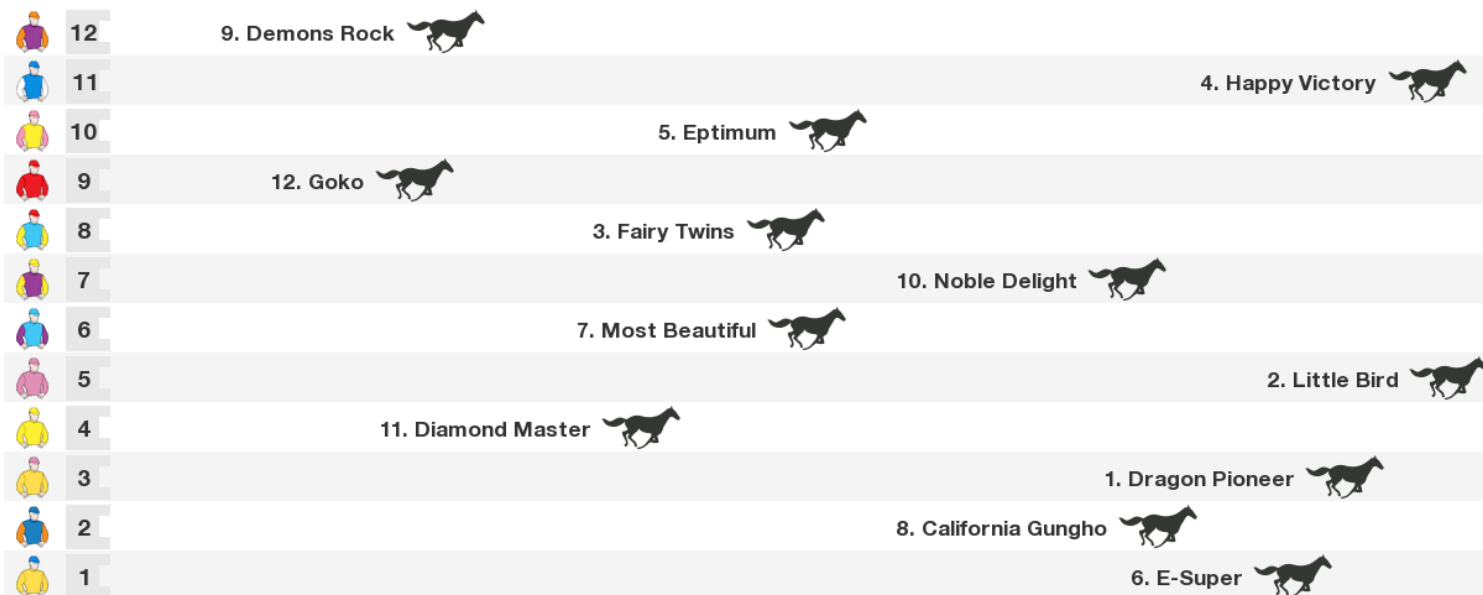 12 9. Demons Rock
11 4. Happy Victory
10 5. Eptimum
9 12. Goko
8 3. Fairy Twins
7 10. Noble Delight
6 7. Most Beautiful
5 2. Little Bird
4 11. Diamond Master
3 1. Dragon Pioneer
2 8. California Gungho
1 6. E-Super